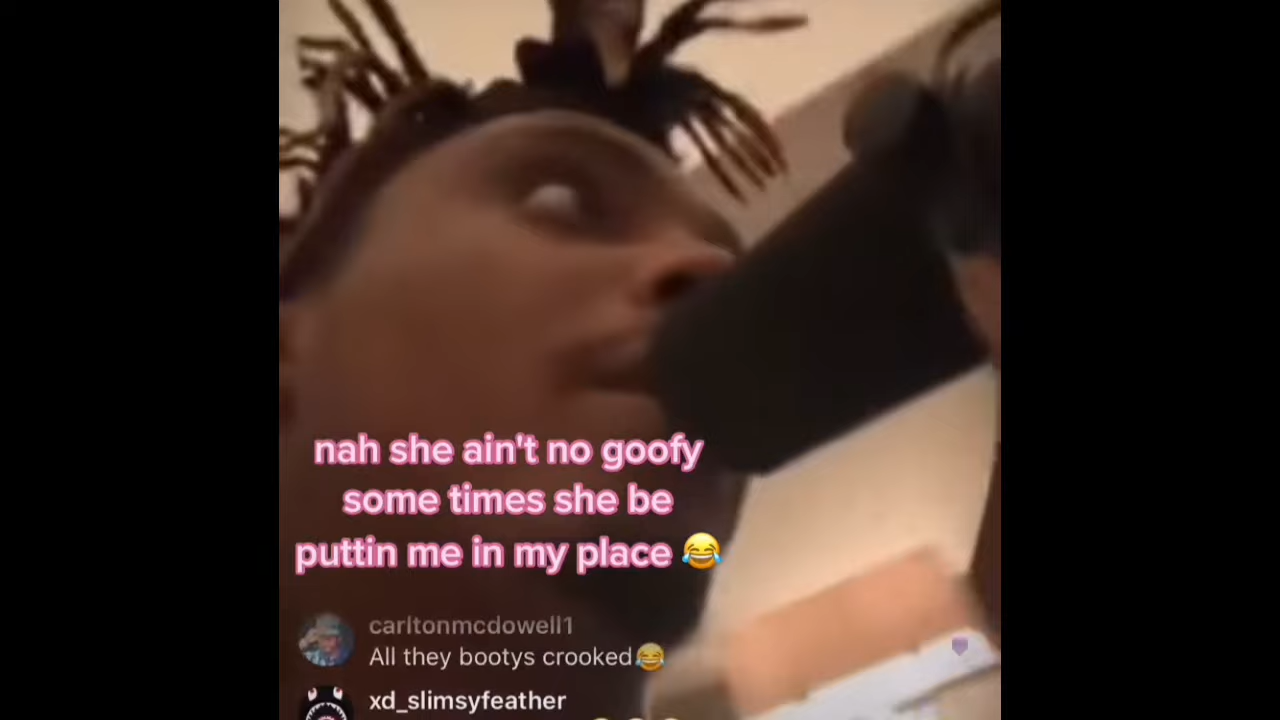 nah she ain't no goofy
some times she be
puttin me in my place 😂
carltonmcdowell1
All they bootys crooked😂
xd_slimsyfeather